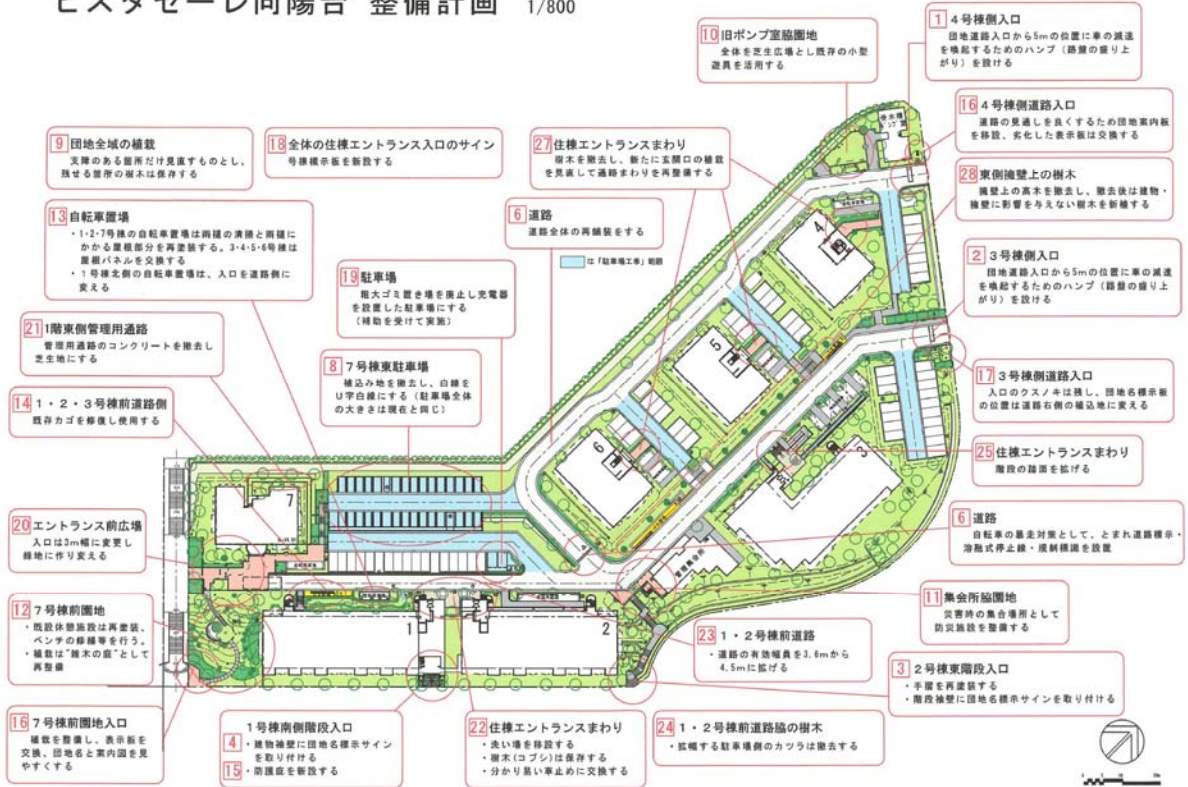 ビスタセーレ向陽台 整備計画 1/800
10 旧ポンプ室脇園地
全体を芝生広場とし既存の小型
遊具を活用する
1 4号棟側入口
団地道路入口から5mの位置に車の減速
を喚起するためのハンプ（路盤の盛り上
がり）を設ける
9 団地全域の植栽
支障のある箇所だけ見直すものとし、
残せる箇所の樹木は保存する
18 全体の住棟エントランス入口のサイン
号棟標示板を新設する
27 住棟エントランスまわり
樹木を撤去し、新たに玄関口の植栽
を見直して通路まわりを再整備する
16 4号棟側道路入口
道路の見通しを良くするため団地案内板
を移設、劣化した表示板は交換する
28 東側擁壁上の樹木
擁壁上の高木を撤去し、撤去後は建物・
擁壁に影響を与えない樹木を新植する
13 自転車置場
・1・2・7号棟の自転車置場は雨樋の清掃と雨樋に
かかる屋根部分を再塗装する。3・4・5・6号棟は
屋根パネルを交換する
・1号棟北側の自転車置場は、入口を道路側に
変える
6 道路
道路全体の再舗装をする
は「駐車場工事」範囲
2 3号棟側入口
団地道路入口から5mの位置に車の減速
を喚起するためのハンプ（路盤の盛り上
がり）を設ける
19 駐車場
粗大ゴミ置き場を廃止し充電器
を設置した駐車場にする
（補助を受けて実施）
21 1階東側管理用通路
管理用通路のコンクリートを撤去し
芝生地にする
8 7号棟東駐車場
植込み地を撤去し、白線を
U字白線にする（駐車場全体
の大きさは現在と同じ）
17 3号棟側道路入口
入口のクスノキは残し、団地名標示板
の位置は道路右側の植込地に変える
14 1・2・3号棟前道路側
既存カゴを修復し使用する
25 住棟エントランスまわり
階段の踏面を拡げる
20 エントランス前広場
入口は3m幅に変更し
緑地に作り変える
6 道路
自転車の暴走対策として、とまれ道路標示・
溶融式停止線・規制標識を設置
12 7号棟前園地
・既設休憩施設は再塗装、
ベンチの修繕等を行う。
・植栽は"雑木の庭"として
再整備
11 集会所脇園地
災害時の集合場所として
防災施設を整備する
23 1・2号棟前道路
・道路の有効幅員を3.6mから
4.5mに拡げる
3 2号棟東階段入口
・手摺を再塗装する
・階段袖壁に団地名標示サインを取り付ける
16 7号棟前園地入口
植栽を整備し、表示板を
交換、団地名と案内図を見
やすくする
1号棟南側階段入口
4 ・建物袖壁に団地名標示サイン
を取り付ける
15 ・防護庇を新設する
22 住棟エントランスまわり
・洗い場を移設する
・樹木(コブシ)は保存する
・分かり易い車止めに交換する
24 1・2号棟前道路脇の樹木
・拡幅する駐車場側のカツラは撤去する
4
5
6
3
7
1
2